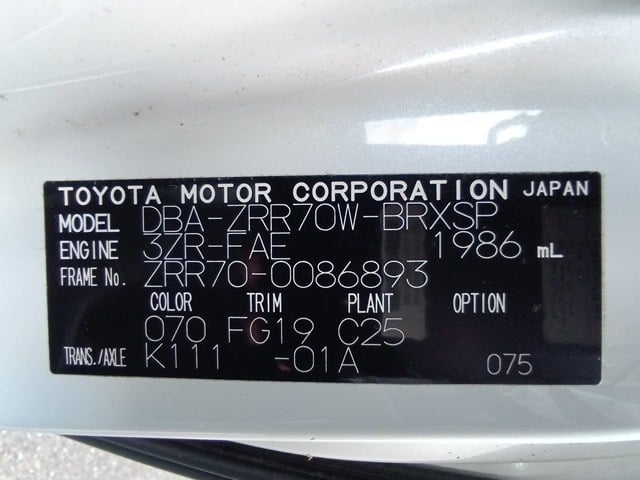 TOYOTA MOTOR CORPORATION JAPAN
MODEL DBA-ZRR70W-BRXSP
ENGINE 3ZR-FAE 1986 mL
FRAME No. ZRR70-0086893
COLOR TRIM PLANT OPTION
070 FG19 C25
TRANS./AXLE K111 -01A 075